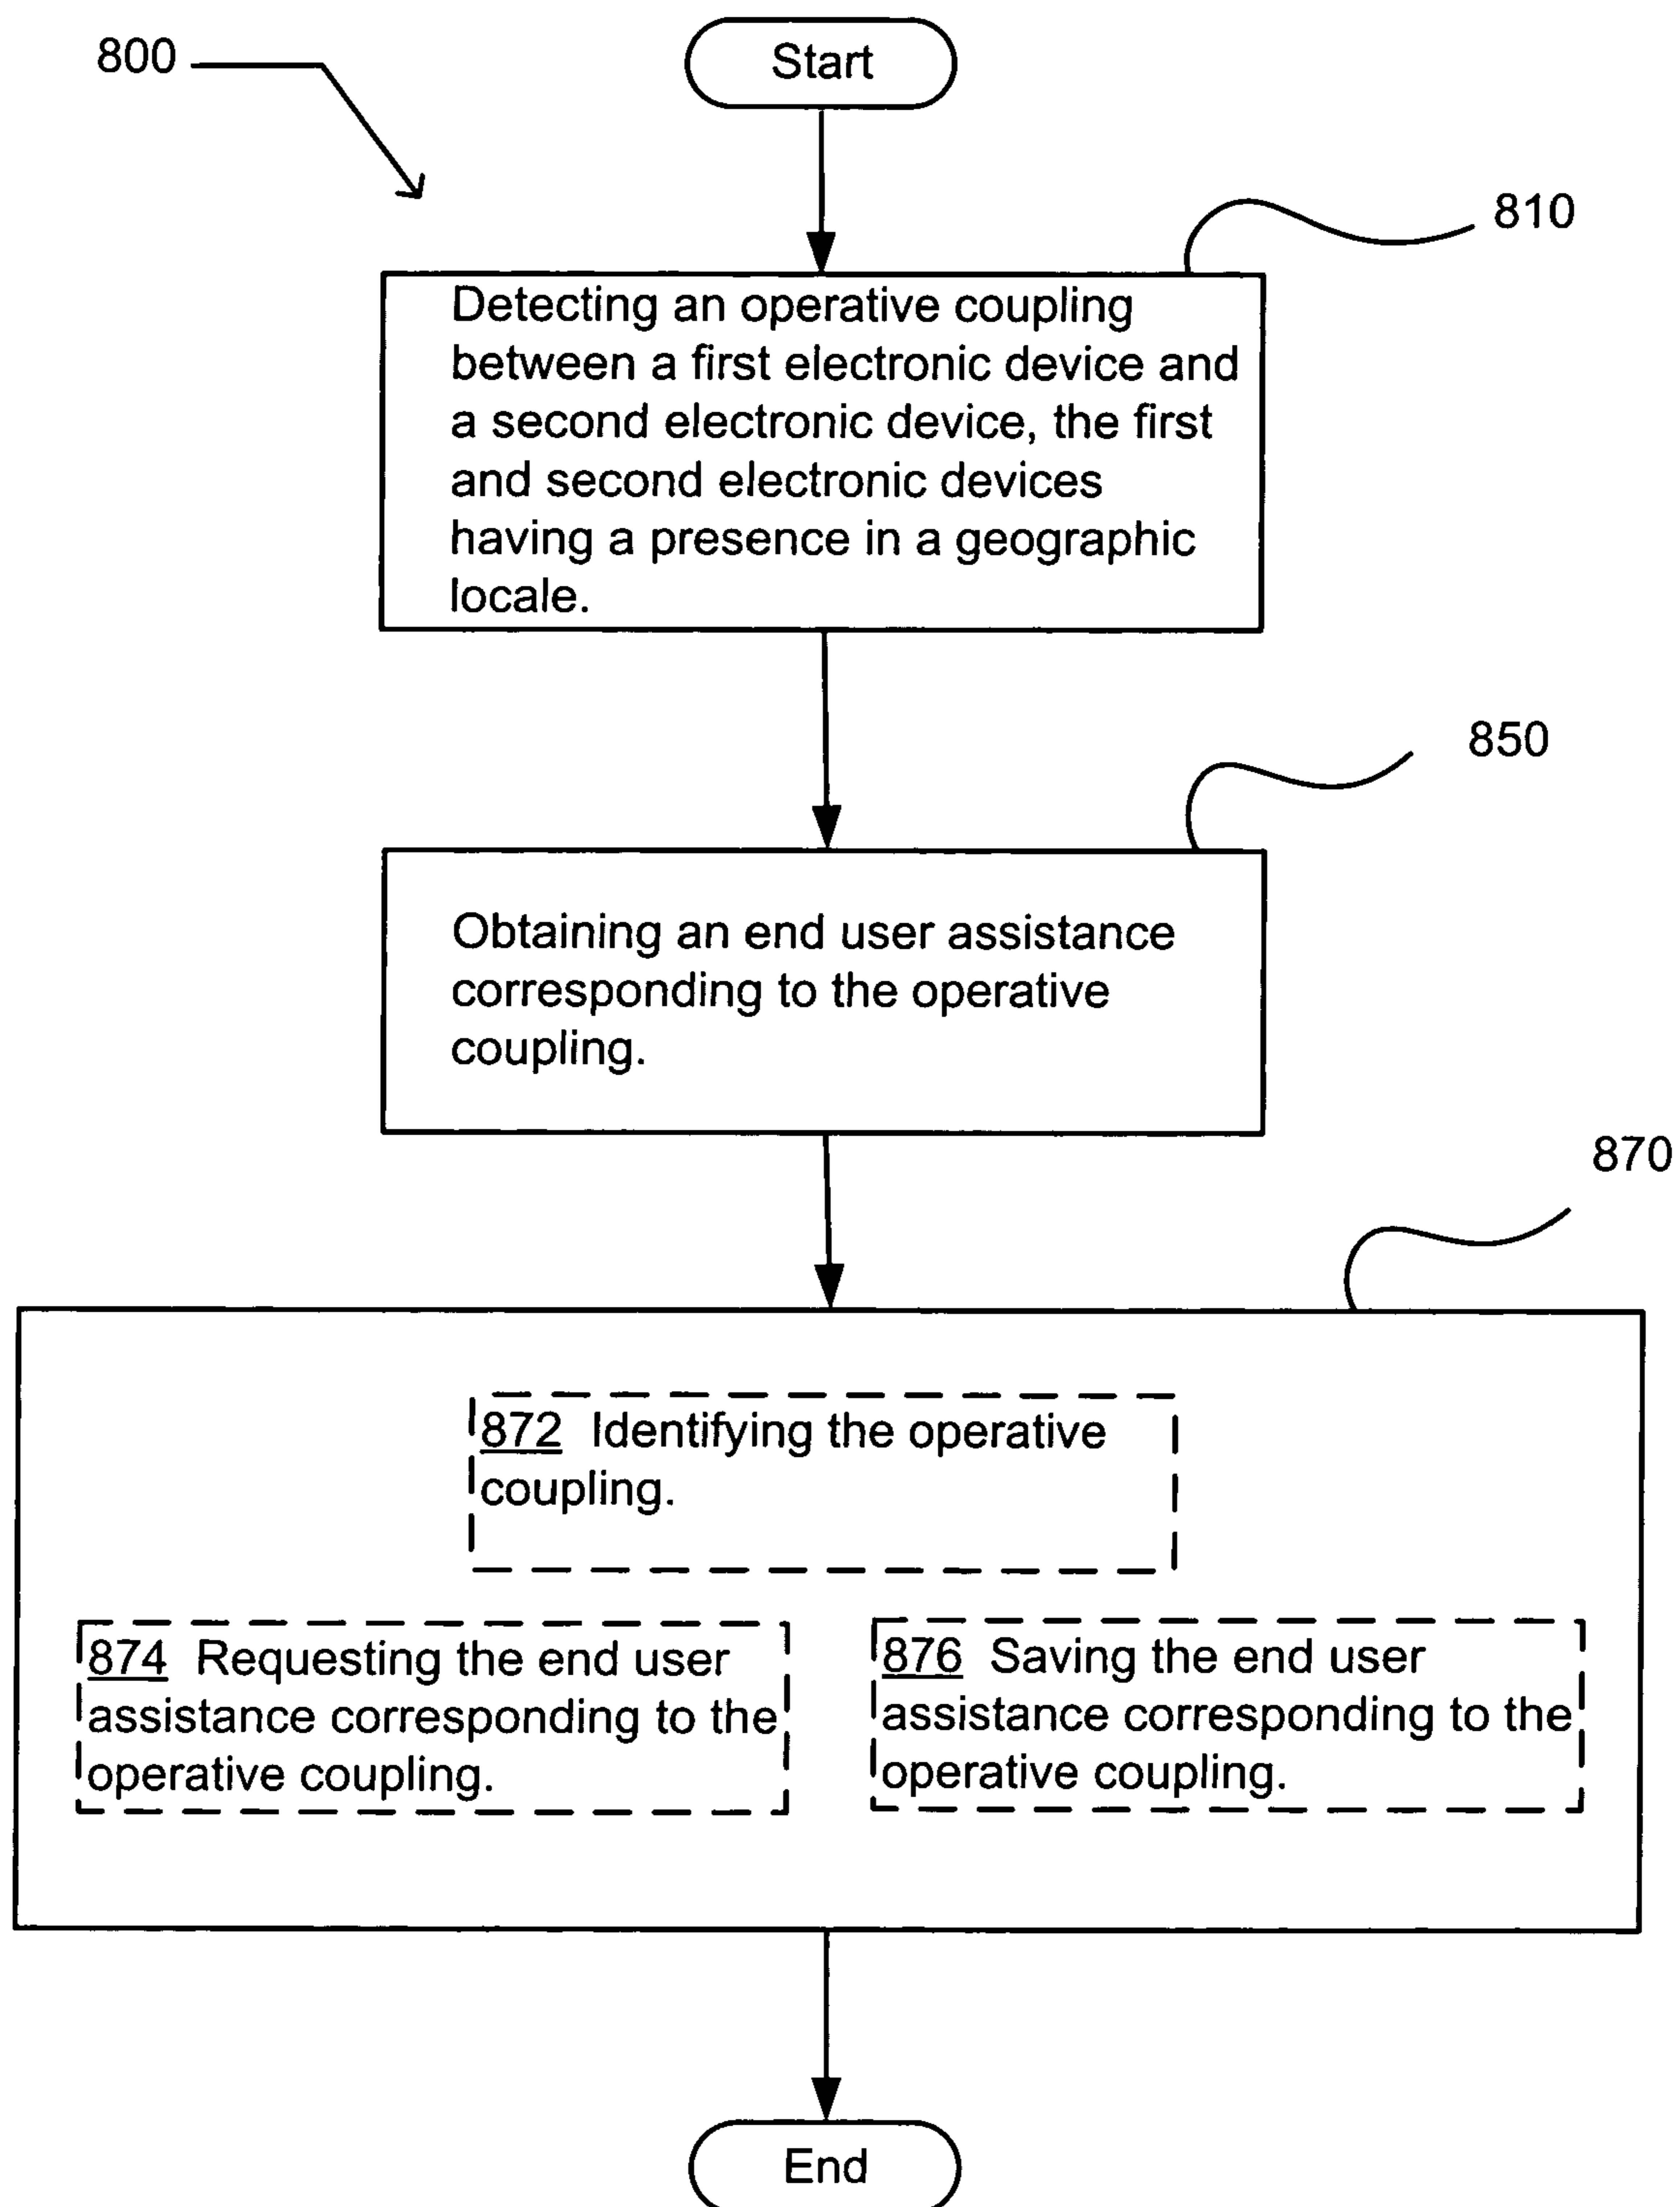 800
Start
810
Detecting an operative coupling
between a first electronic device and
a second electronic device, the first
and second electronic devices
having a presence in a geographic
locale.
850
Obtaining an end user assistance
corresponding to the operative
coupling.
870
872 Identifying the operative
coupling.
874 Requesting the end user
assistance corresponding to the
operative coupling.
876 Saving the end user
assistance corresponding to the
operative coupling.
End